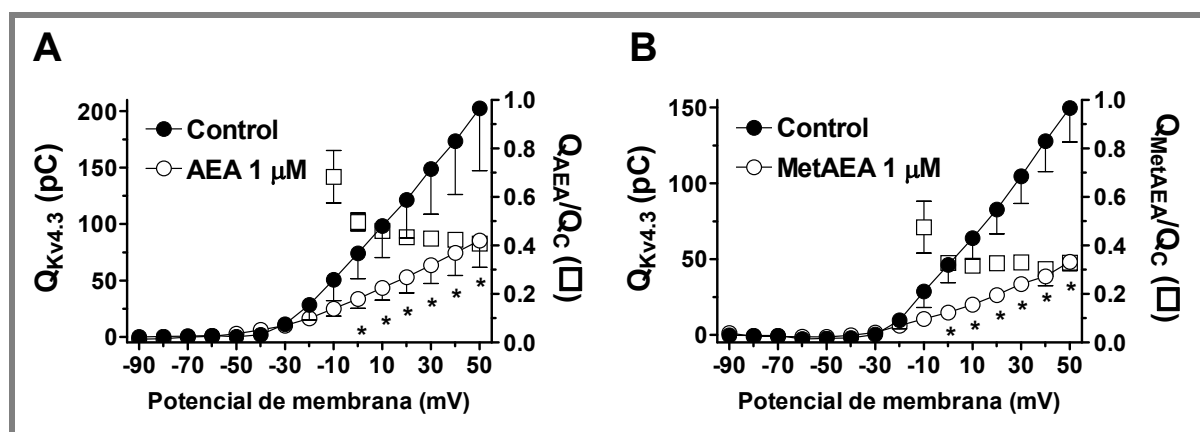 A
Q_Kv4.3 (pC)
200
150
100
50
0
Control
AEA 1 μM
1.0
0.8
0.6
0.4
0.2
0.0
Q_AEA/Q_C (□)
* * * * * *
-90 -70 -50 -30 -10 10 30 50
Potencial de membrana (mV)
B
Q_Kv4.3 (pC)
150
100
50
0
Control
MetAEA 1 μM
1.0
0.8
0.6
0.4
0.2
0.0
Q_MetAEA/Q_C (□)
* * * * * *
-90 -70 -50 -30 -10 10 30 50
Potencial de membrana (mV)